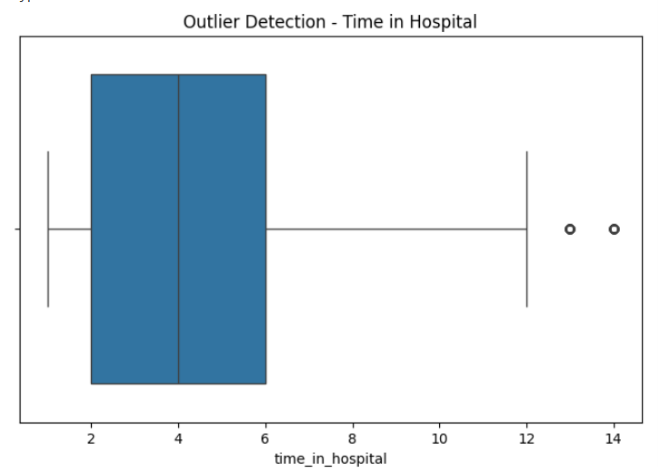 Outlier Detection - Time in Hospital
2 4 6 8 10 12 14
time_in_hospital